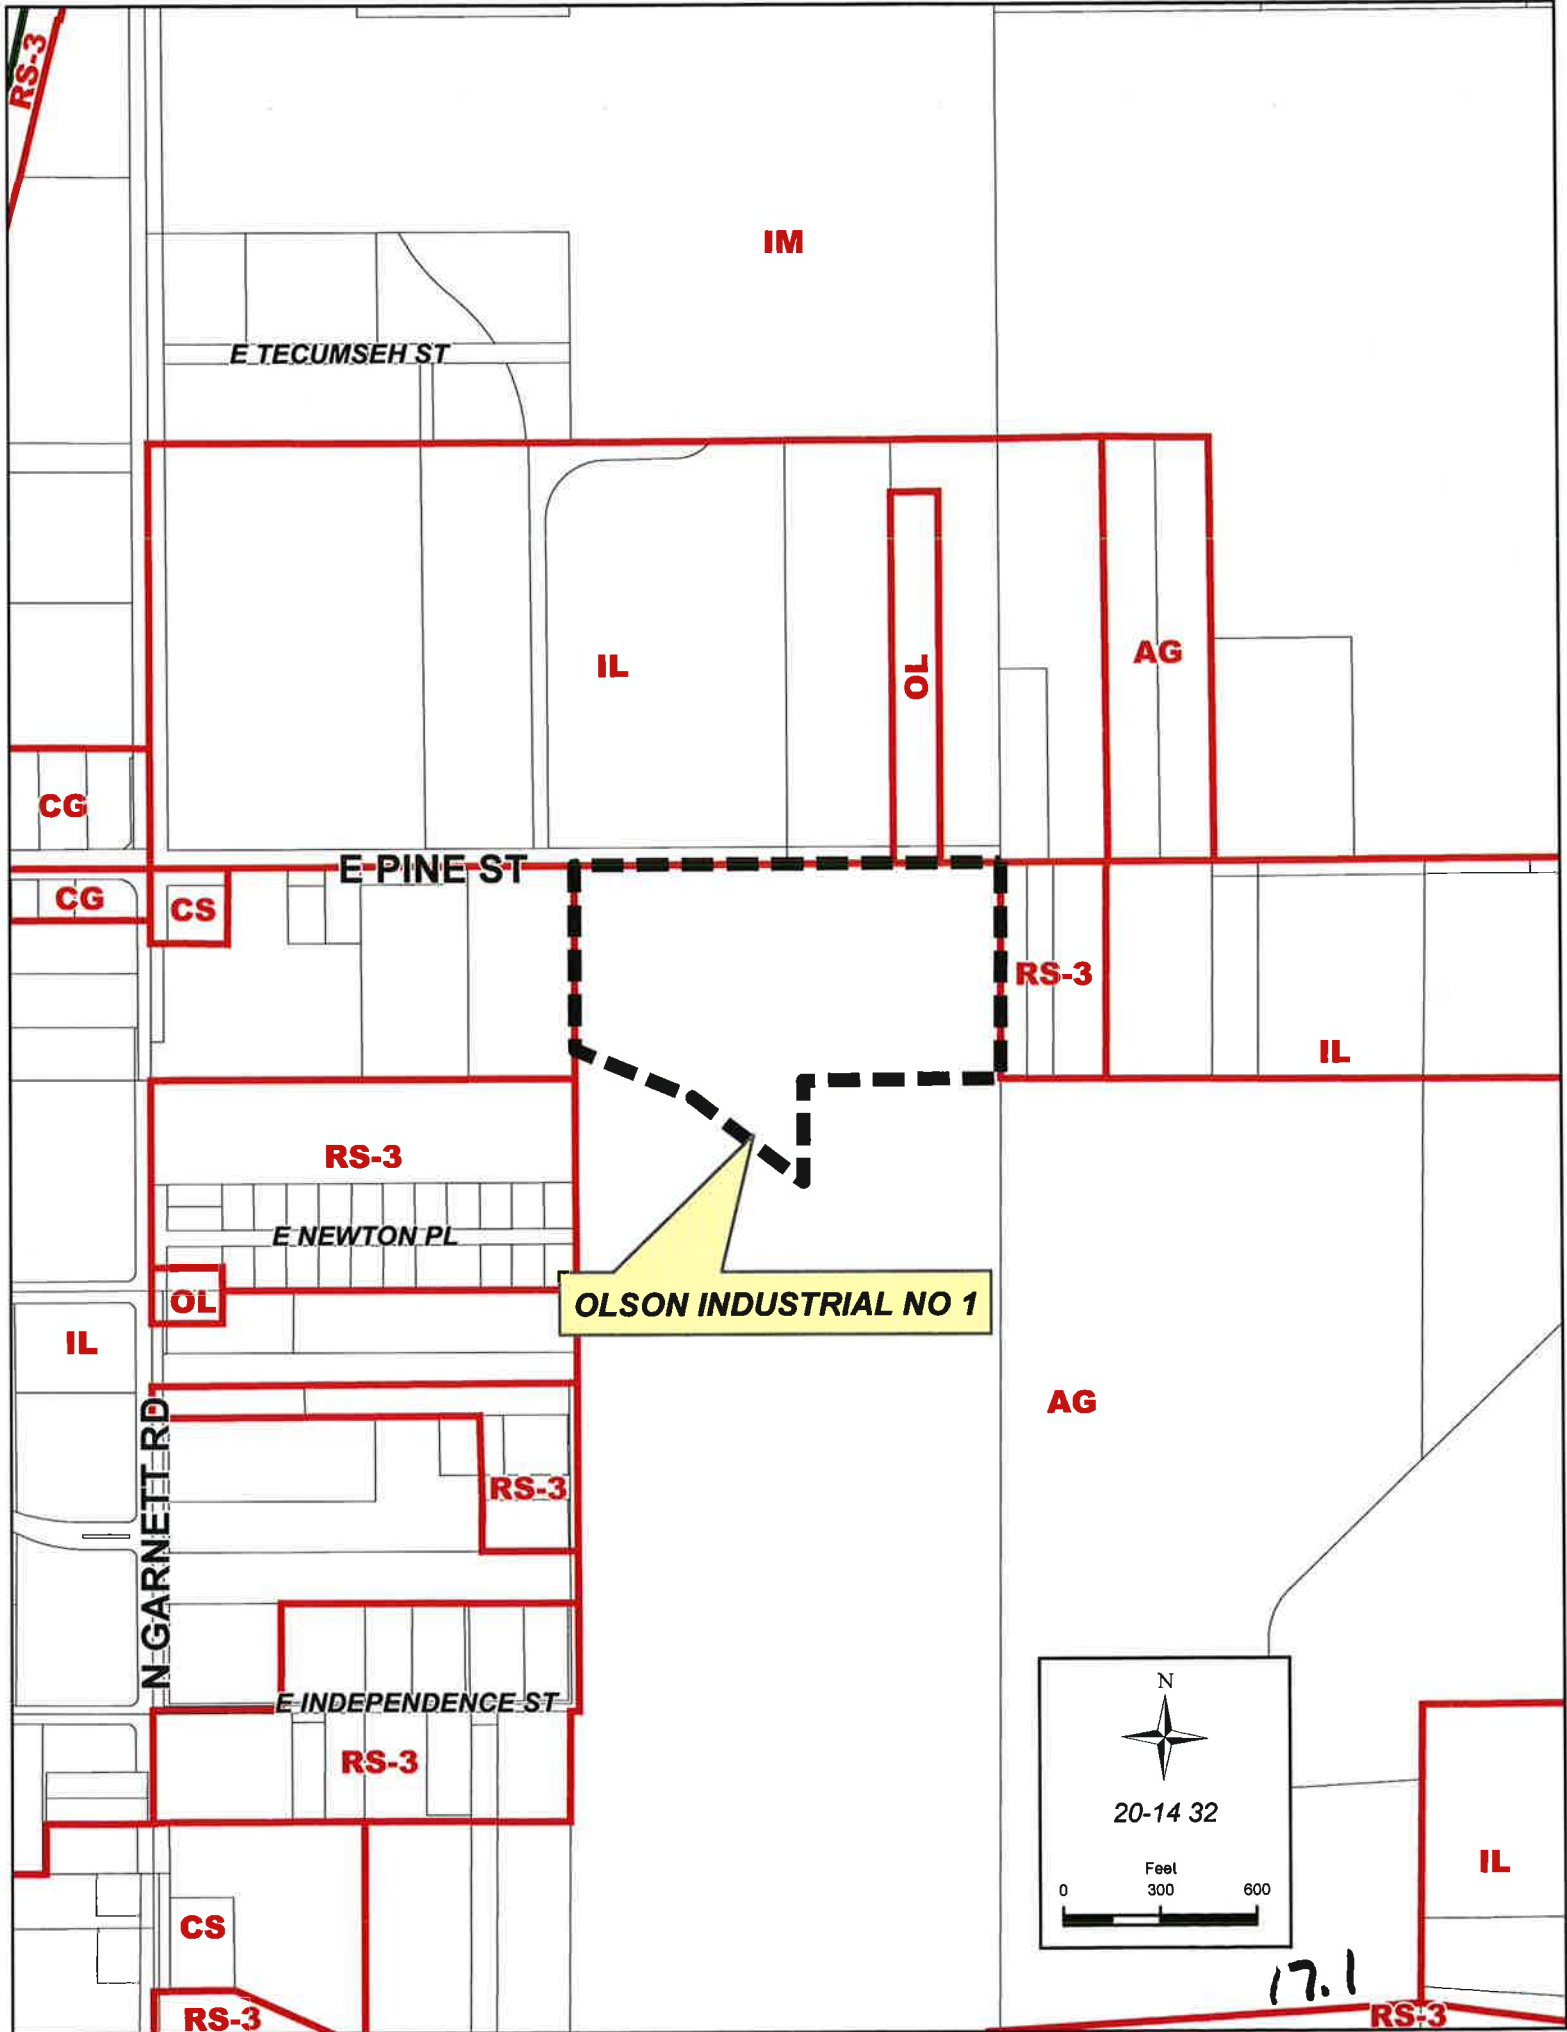 RS-3
IM
E TECUMSEH ST
IL
OL
AG
CG
E PINE ST
CG
CS
RS-3
IL
RS-3
E NEWTON PL
OL
OLSON INDUSTRIAL NO 1
IL
AG
N GARNETT RD
RS-3
E INDEPENDENCE ST
RS-3
N
20-14 32
Feet
0 300 600
IL
CS
17.1
RS-3
RS-3